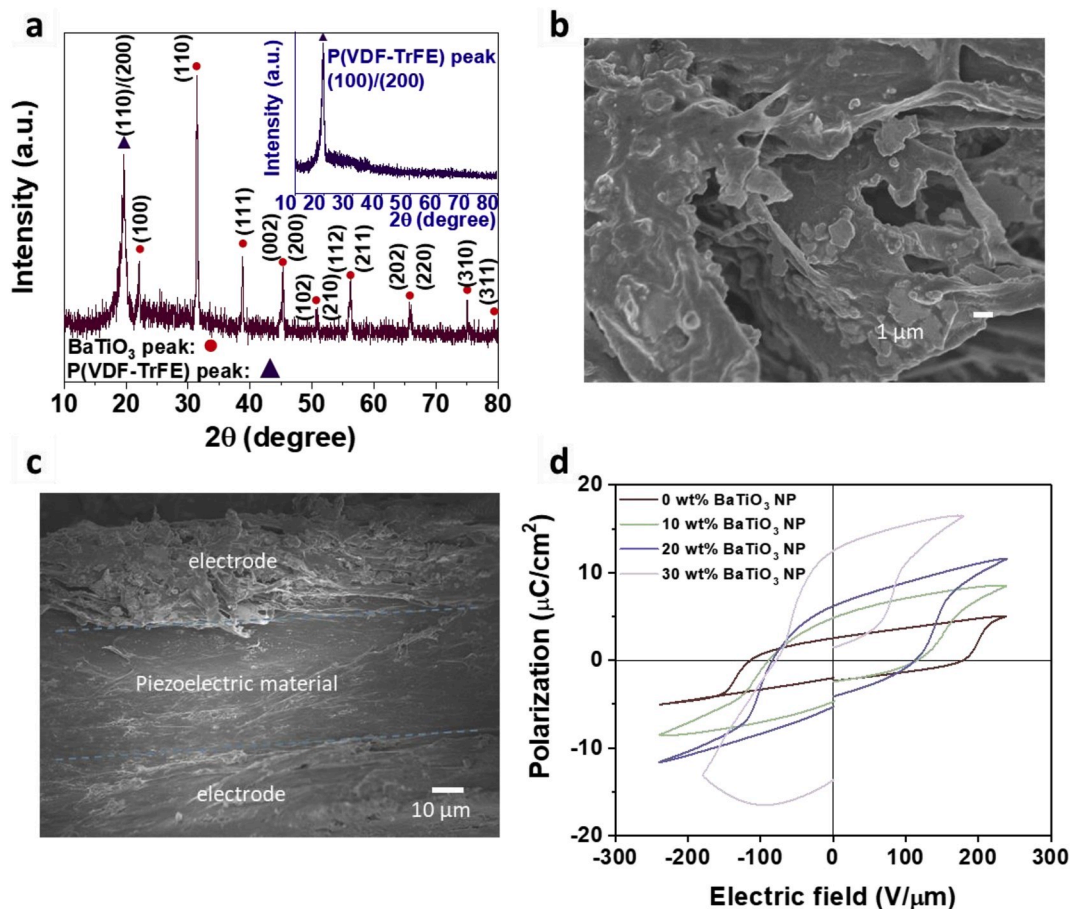 a
Intensity (a.u.)
(110)/(200)
(100)
(110)
(111)
(002)
(200)
(102)
(210)
(112)
(211)
(202)
(220)
(310)
(311)
BaTiO3 peak:
P(VDF-TrFE) peak:
10 20 30 40 50 60 70 80
2θ (degree)
Intensity (a.u.)
P(VDF-TrFE) peak
(100)/(200)
10 20 30 40 50 60 70 80
2θ (degree)
b
1 μm
c
electrode
Piezoelectric material
electrode
10 μm
d
Polarization (μC/cm²)
20
10
0
-10
-20
0 wt% BaTiO3 NP
10 wt% BaTiO3 NP
20 wt% BaTiO3 NP
30 wt% BaTiO3 NP
-300 -200 -100 0 100 200 300
Electric field (V/μm)